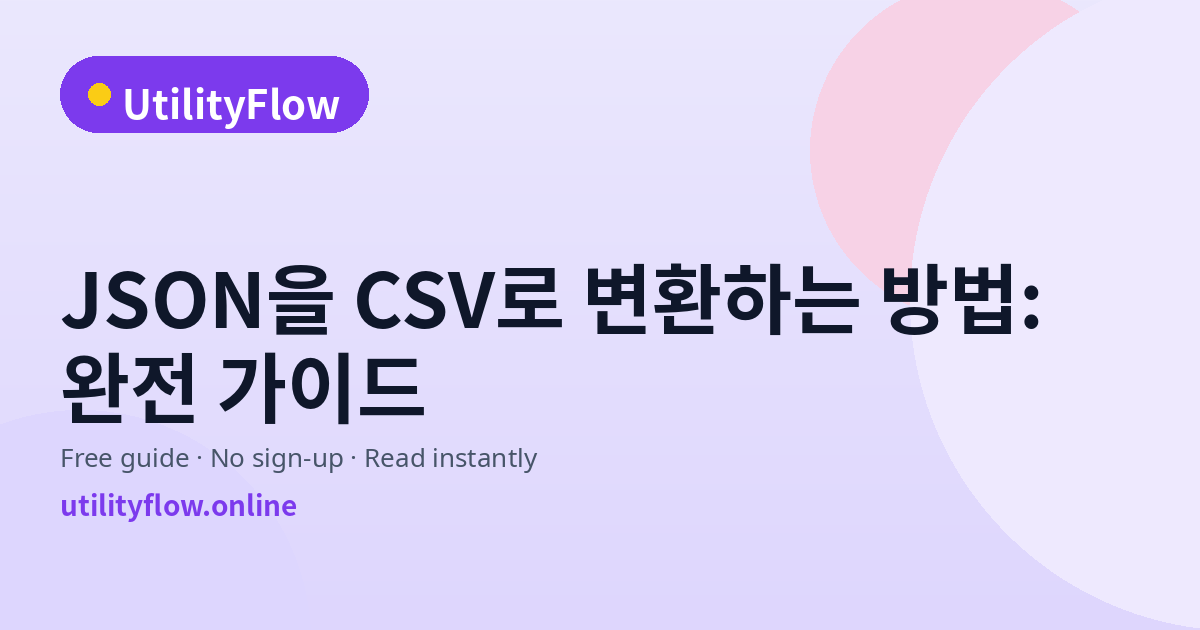 UtilityFlow
JSON을 CSV로 변환하는 방법:
완전 가이드
Free guide · No sign-up · Read instantly
utilityflow.online